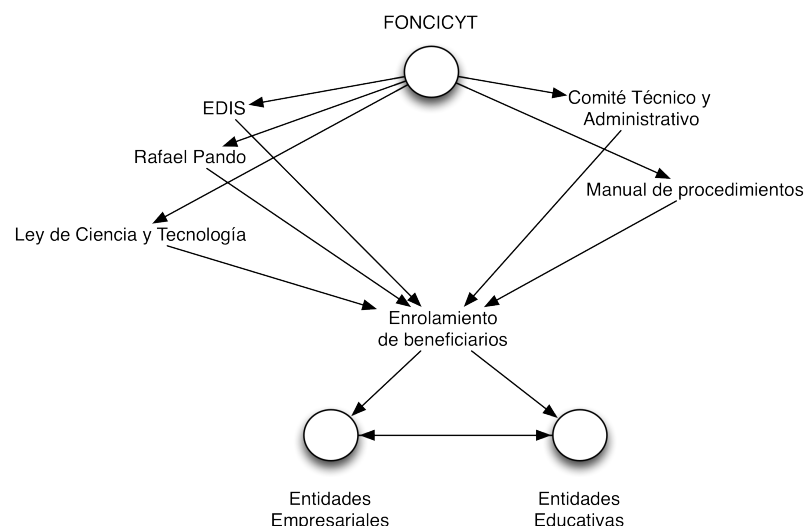 FONCICYT
EDIS
Comité Técnico y
Administrativo
Rafael Pando
Manual de procedimientos
Ley de Ciencia y Tecnología
Enrolamiento
de beneficiarios
Entidades
Empresariales
Entidades
Educativas